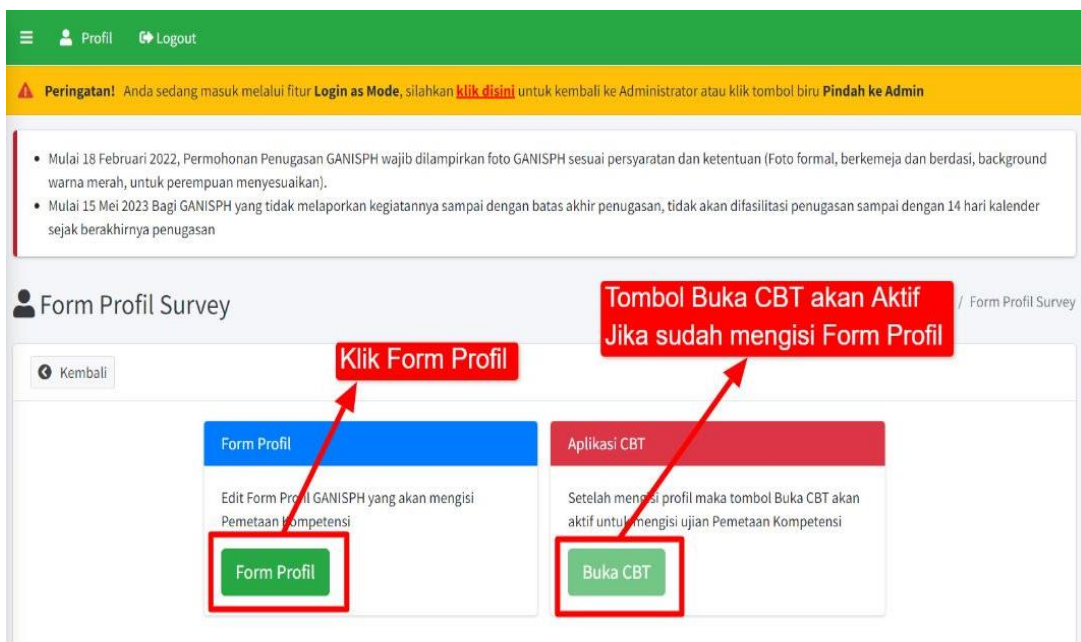 Profil Logout
Peringatan! Anda sedang masuk melalui fitur Login as Mode, silahkan klik disini untuk kembali ke Administrator atau klik tombol biru Pindah ke Admin
Mulai 18 Februari 2022, Permohonan Penugasan GANISPH wajib dilampirkan foto GANISPH sesuai persyaratan dan ketentuan (Foto formal, berkemeja dan berdasi, background
warna merah, untuk perempuan menyesuaikan).
Mulai 15 Mei 2023 Bagi GANISPH yang tidak melaporkan kegiatannya sampai dengan batas akhir penugasan, tidak akan difasilitasi penugasan sampai dengan 14 hari kalender
sejak berakhirnya penugasan
Form Profil Survey
Tombol Buka CBT akan Aktif
Jika sudah mengisi Form Profil
/ Form Profil Survey
Kembali
Klik Form Profil
Form Profil
Edit Form Profil GANISPH yang akan mengisi
Pemetaan Kompetensi
Form Profil
Aplikasi CBT
Setelah mengisi profil maka tombol Buka CBT akan
aktif untuk mengisi ujian Pemetaan Kompetensi
Buka CBT